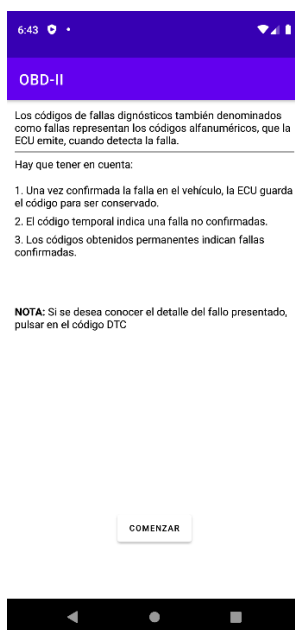 6:43
OBD-II
Los códigos de fallas dignósticos también denominados
como fallas representan los códigos alfanuméricos, que la
ECU emite, cuando detecta la falla.
Hay que tener en cuenta:
1. Una vez confirmada la falla en el vehículo, la ECU guarda
el código para ser conservado.
2. El código temporal indica una falla no confirmadas.
3. Los códigos obtenidos permanentes indican fallas
confirmadas.
NOTA: Si se desea conocer el detalle del fallo presentado,
pulsar en el código DTC
COMENZAR